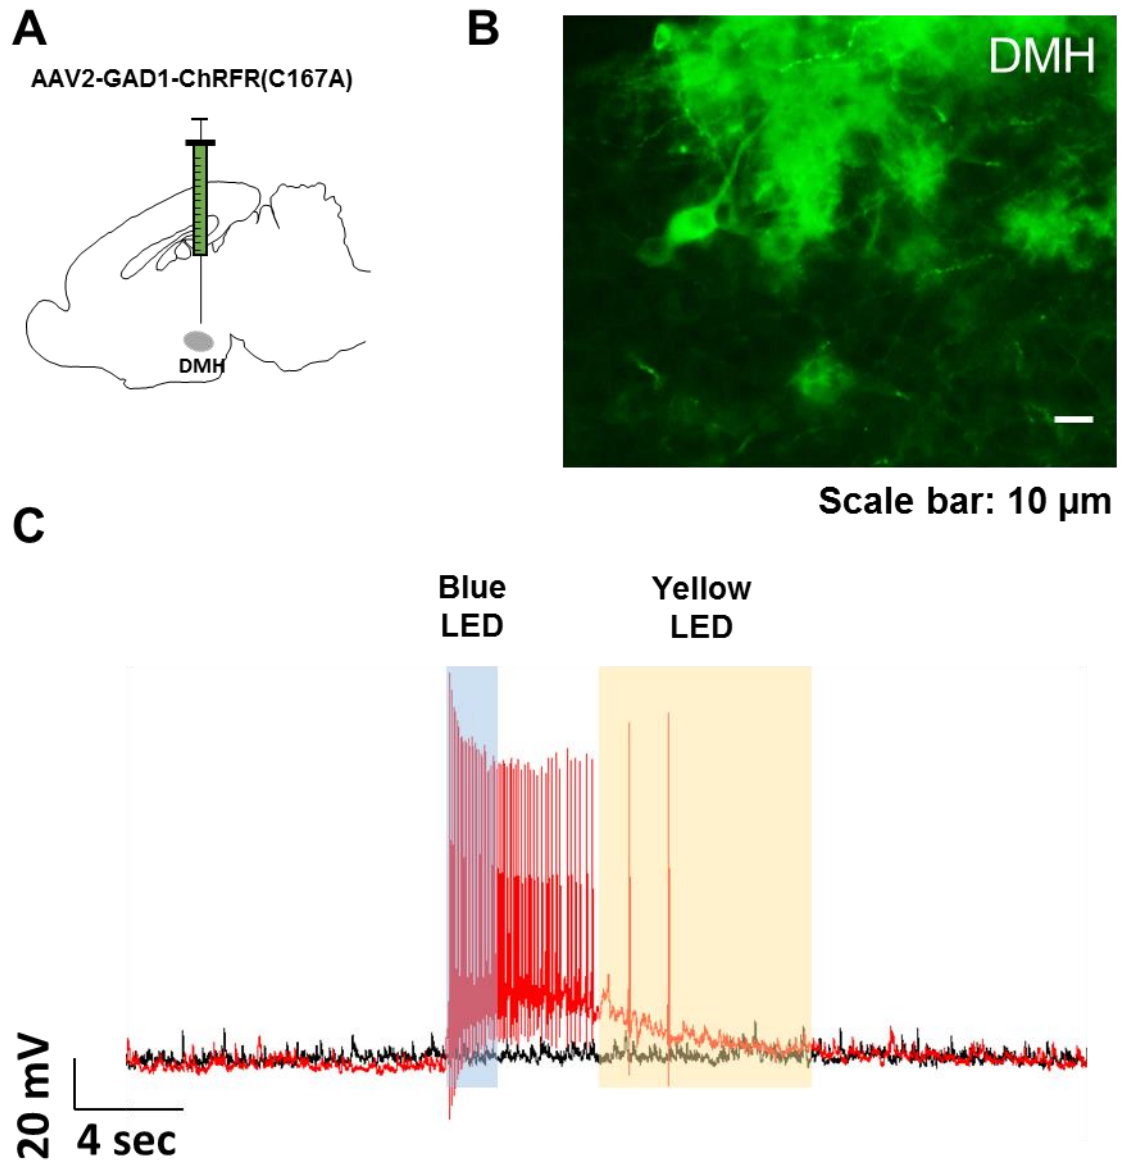 A
B
AAV2-GAD1-ChRFR(C167A)
DMH
DMH
Scale bar: 10 µm
C
Blue
LED
Yellow
LED
20 mV
4 sec